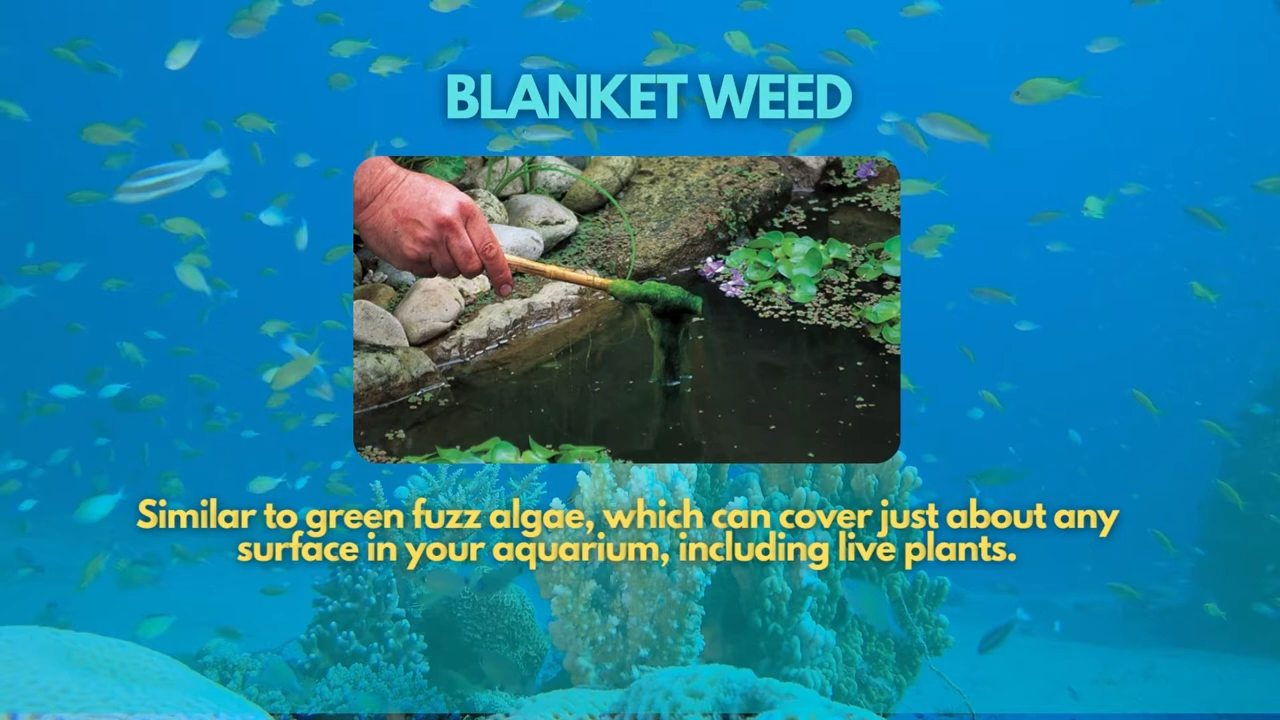 BLANKET WEED
Similar to green fuzz algae, which can cover just about any
surface in your aquarium, including live plants.